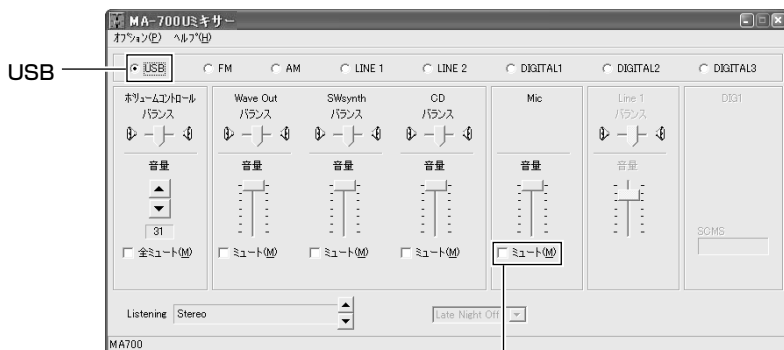 MA-700Uミキサー
オプション(P) ヘルプ(H)
USB
USB FM AM LINE 1 LINE 2 DIGITAL1 DIGITAL2 DIGITAL3
ボリュームコントロール Wave Out SWsynth CD Mic Line 1 DIG1
バランス バランス バランス バランス バランス
音量 音量 音量 音量 音量 音量
31
SCMS
全ミュート(M) ミュート(M) ミュート(M) ミュート(M) ミュート(M)
Listening Stereo Late Night Off
MA700